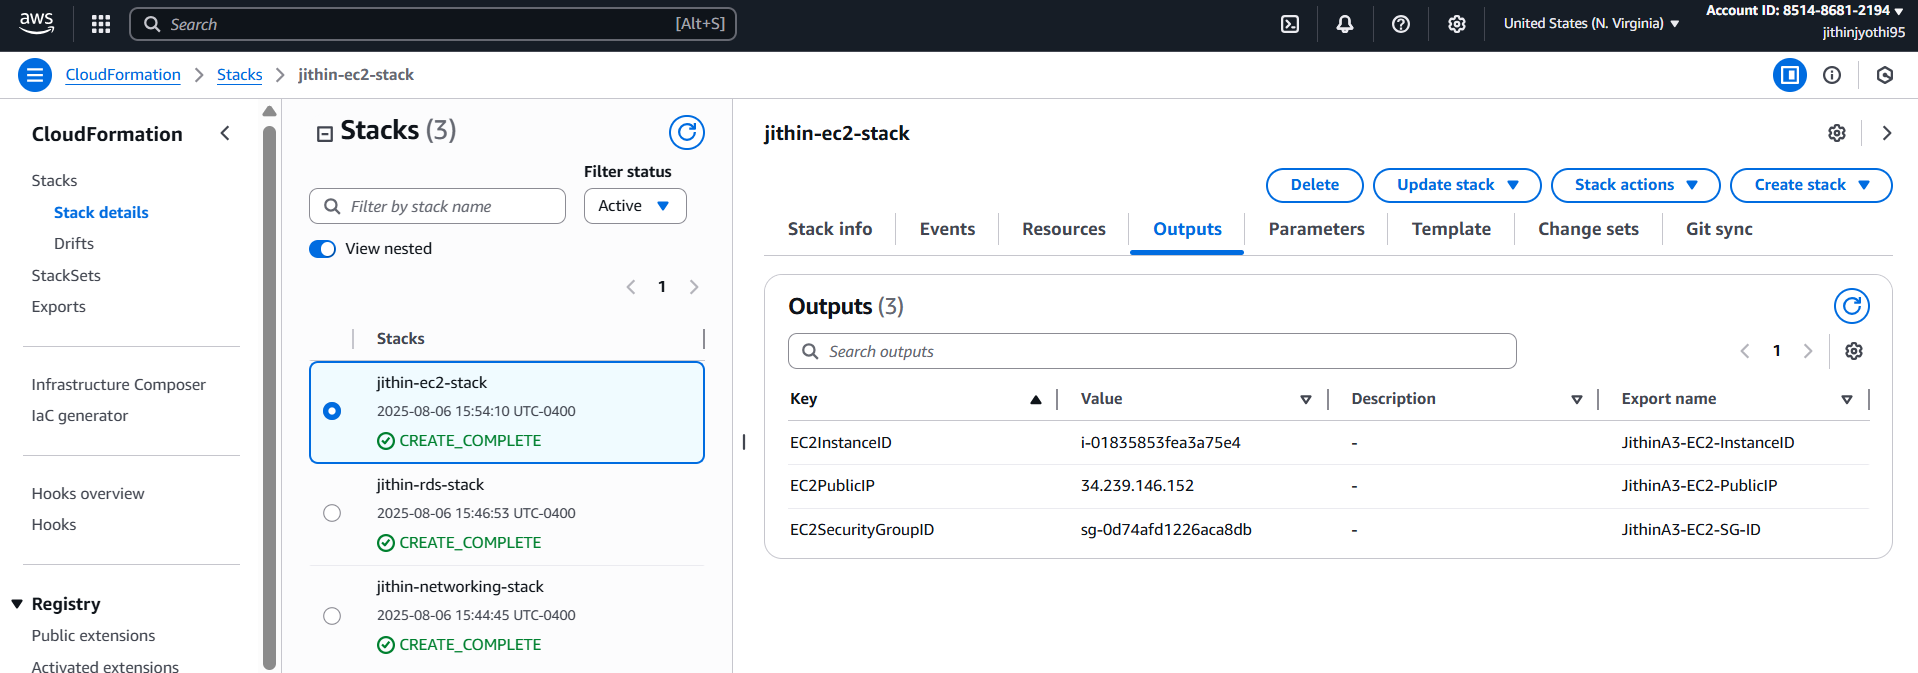 aws
Search [Alt+S]
United States (N. Virginia)
Account ID: 8514-8681-2194
jithinjyothi95
CloudFormation
Stacks
jithin-ec2-stack
CloudFormation
Stacks
Stack details
Drifts
StackSets
Exports
Infrastructure Composer
IaC generator
Hooks overview
Hooks
Registry
Public extensions
Activated extensions
Stacks (3)
Filter status
Filter by stack name
Active
View nested
1
Stacks
jithin-ec2-stack
2025-08-06 15:54:10 UTC-0400
CREATE_COMPLETE
jithin-rds-stack
2025-08-06 15:46:53 UTC-0400
CREATE_COMPLETE
jithin-networking-stack
2025-08-06 15:44:45 UTC-0400
CREATE_COMPLETE
jithin-ec2-stack
Delete Update stack Stack actions Create stack
Stack info Events Resources Outputs Parameters Template Change sets Git sync
Outputs (3)
Search outputs
1
Key Value Description Export name
EC2InstanceID i-01835853fea3a75e4 - JithinA3-EC2-InstanceID
EC2PublicIP 34.239.146.152 - JithinA3-EC2-PublicIP
EC2SecurityGroupID sg-0d74afd1226aca8db - JithinA3-EC2-SG-ID